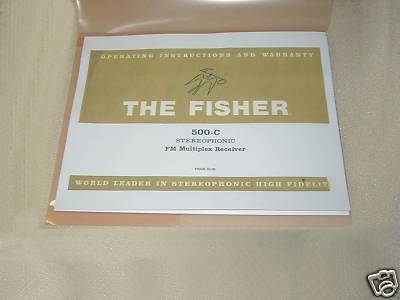 OPERATING INSTRUCTIONS AND WARRANTY
THE FISHER
500-C
STEREOPHONIC
FM Multiplex Receiver
WORLD LEADER IN STEREOPHONIC HIGH FIDELIT